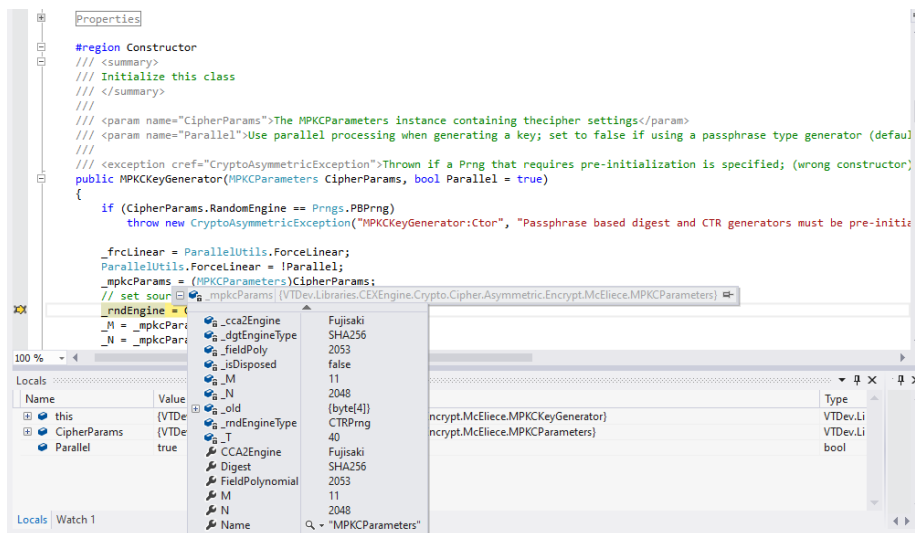 Properties
#region Constructor
/// <summary>
/// Initialize this class
/// </summary>
///
/// <param name="CipherParams">The MPKCParameters instance containing thecipher settings</param>
/// <param name="Parallel">Use parallel processing when generating a key; set to false if using a passphrase type generator (defaul
///
/// <exception cref="CryptoAsymmetricException">Thrown if a Prng that requires pre-initialization is specified; (wrong constructor)
public MPKCKeyGenerator(MPKCParameters CipherParams, bool Parallel = true)
{
if (CipherParams.RandomEngine == Prngs.PBPrng)
throw new CryptoAsymmetricException("MPKCKeyGenerator:Ctor", "Passphrase based digest and CTR generators must be pre-initia
_frcLinear = ParallelUtils.ForceLinear;
ParallelUtils.ForceLinear = !Parallel;
_mpkcParams = (MPKCParameters)CipherParams;
// set sour _mpkcParams {VTDev.Libraries.CEXEngine.Crypto.Cipher.Asymmetric.Encrypt.McEliece.MPKCParameters}
_rndEngine =
_M = _mpkcPara
_N = _mpkcPara
_cca2Engine Fujisaki
_dgtEngineType SHA256
_fieldPoly 2053
_isDisposed false
_M 11
_N 2048
_old {byte[4]}
_rndEngineType CTRPrng
_T 40
CCA2Engine Fujisaki
Digest SHA256
FieldPolynomial 2053
M 11
N 2048
Name "MPKCParameters"
100 %
Locals
Name Value Type
this {VTDe ncrypt.McEliece.MPKCKeyGenerator} VTDev.Li
CipherParams {VTDe ncrypt.McEliece.MPKCParameters} VTDev.Li
Parallel true bool
Locals Watch 1